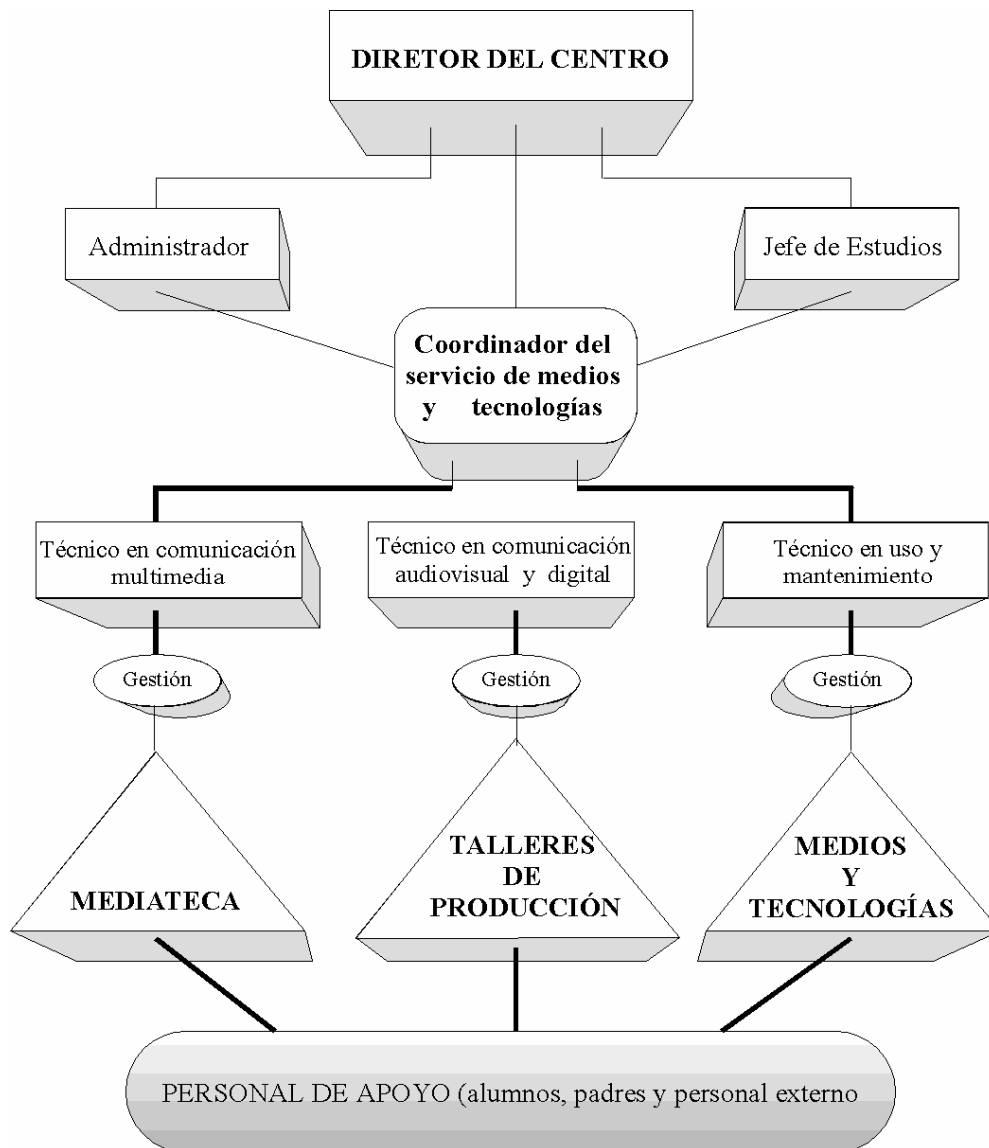 DIRETOR DEL CENTRO
Administrador
Jefe de Estudios
Coordinador del
servicio de medios
y tecnologías
Técnico en comunicación
multimedia
Técnico en comunicación
audiovisual y digital
Técnico en uso y
mantenimiento
Gestión
Gestión
Gestión
MEDIATECA
TALLERES
DE
PRODUCCIÓN
MEDIOS
Y
TECNOLOGÍAS
PERSONAL DE APOYO (alumnos, padres y personal externo